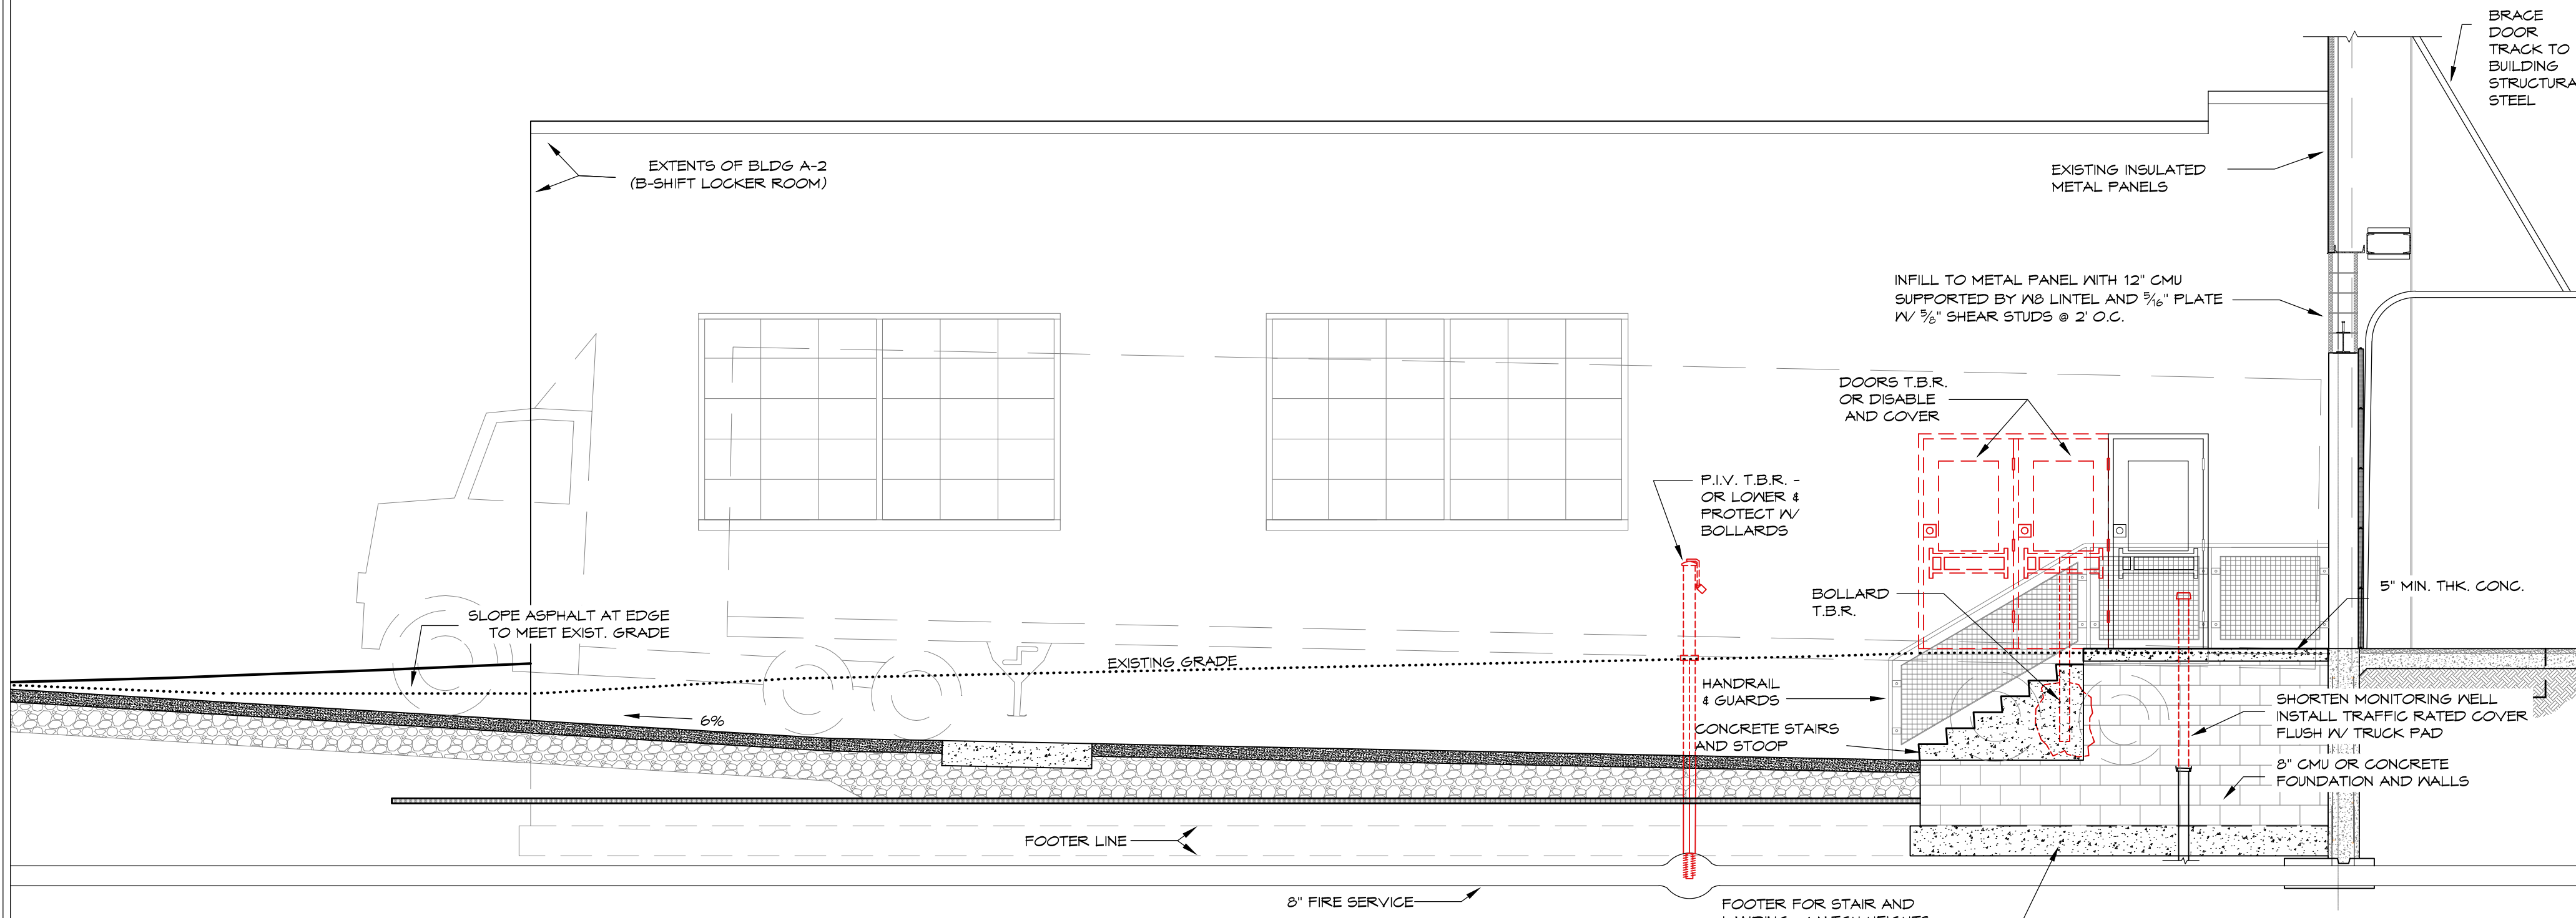 BRACE
DOOR
TRACK TO
BUILDING
STEEL
EXTENTS OF BLDG A-2
(B-SHIFT LOCKER ROOM)
EXISTING INSULATED
METAL PANELS
INFILL TO METAL PANEL WITH 12" CMU
SUPPORTED BY W8 LINTEL AND 5/16" PLATE
W/ 5/8" SHEAR STUDS @ 2' O.C.
DOORS T.B.R.
OR DISABLE
AND COVER
P.I.V. T.B.R. -
OR LOWER &
PROTECT W/
BOLLARDS
BOLLARD
T.B.R.
5" MIN. THK. CONC.
SLOPE ASPHALT AT EDGE
TO MEET EXIST. GRADE
EXISTING GRADE
HANDRAIL
& GUARDS
6%
CONCRETE STAIRS
AND STOOP
SHORTEN MONITORING WELL
INSTALL TRAFFIC RATED COVER
FLUSH W/ TRUCK PAD
8" CMU OR CONCRETE
FOUNDATION AND WALLS
FOOTER LINE
8" FIRE SERVICE
FOOTER FOR STAIR AND